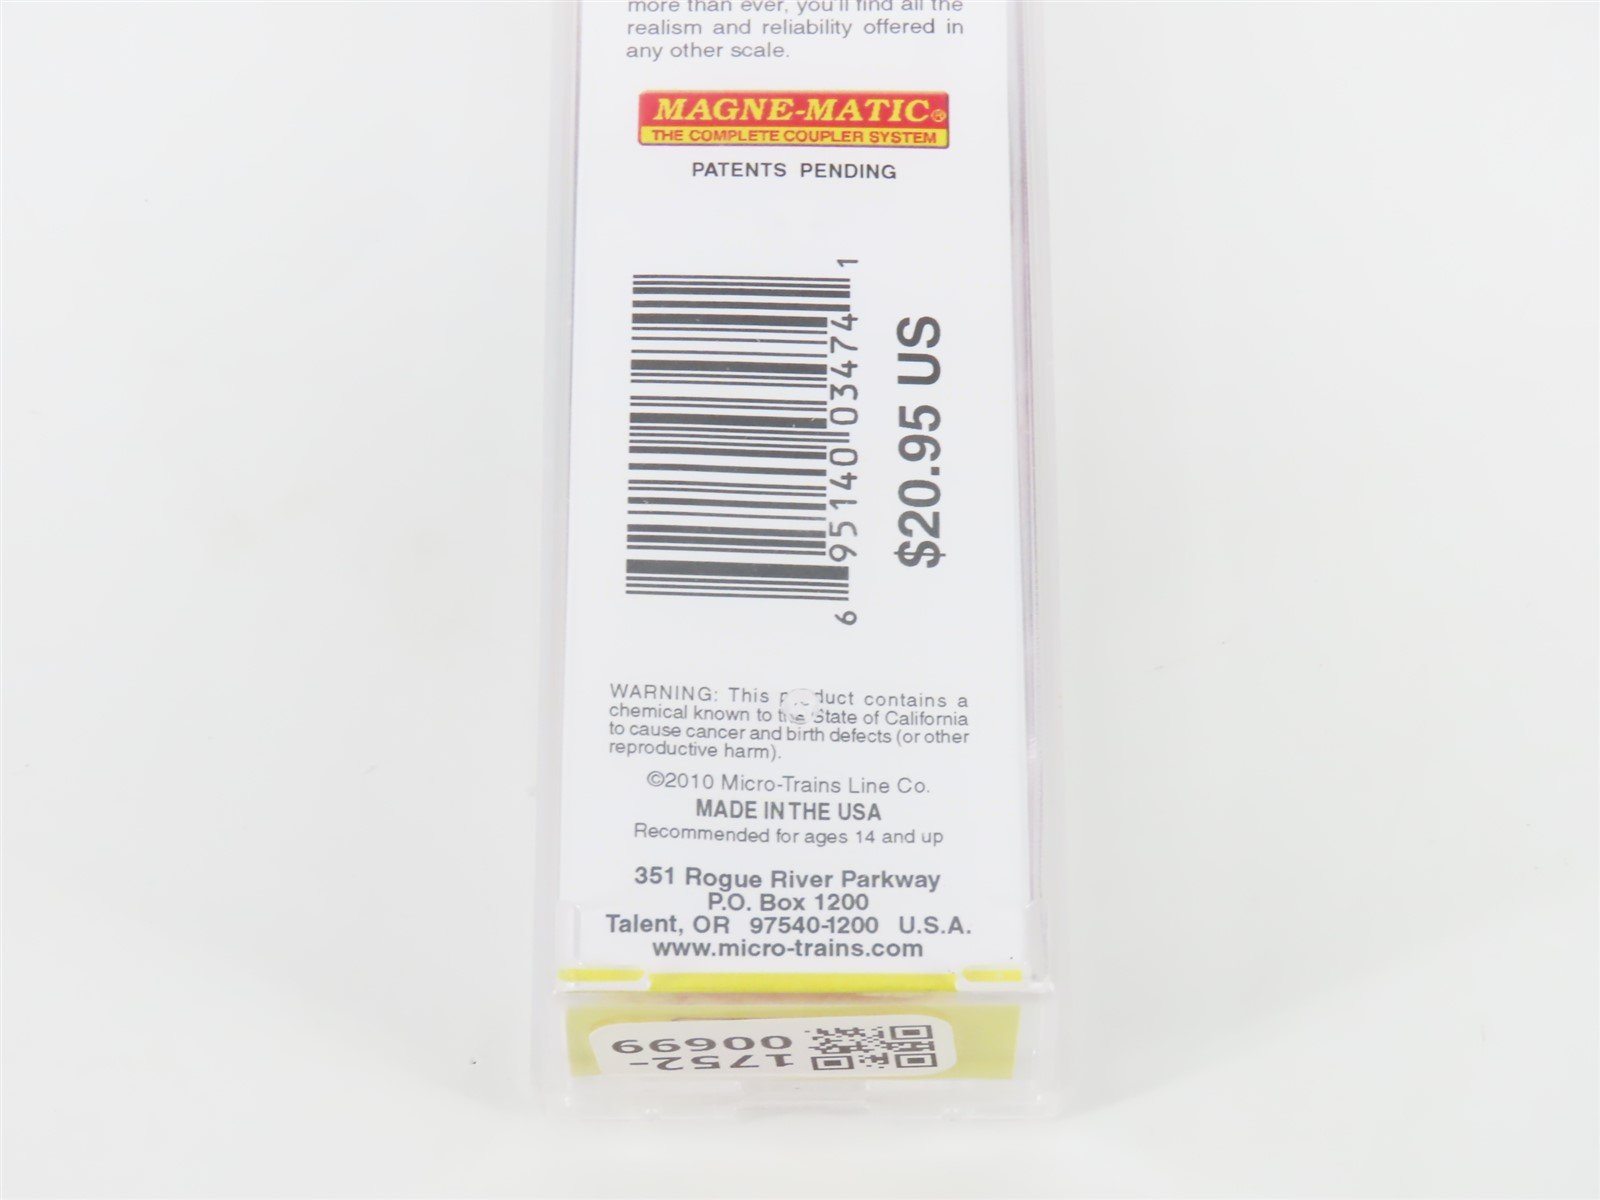 more than ever, you'll find all the
realism and reliability offered in
any other scale.
MAGNE-MATIC®
THE COMPLETE COUPLER SYSTEM
PATENTS PENDING
6 95140 03474 1
$20.95 US
WARNING: This product contains a
chemical known to the State of California
to cause cancer and birth defects (or other
reproductive harm).
©2010 Micro-Trains Line Co.
MADE IN THE USA
Recommended for ages 14 and up
351 Rogue River Parkway
P.O. Box 1200
Talent, OR 97540-1200 U.S.A.
www.micro-trains.com
1752-
00699